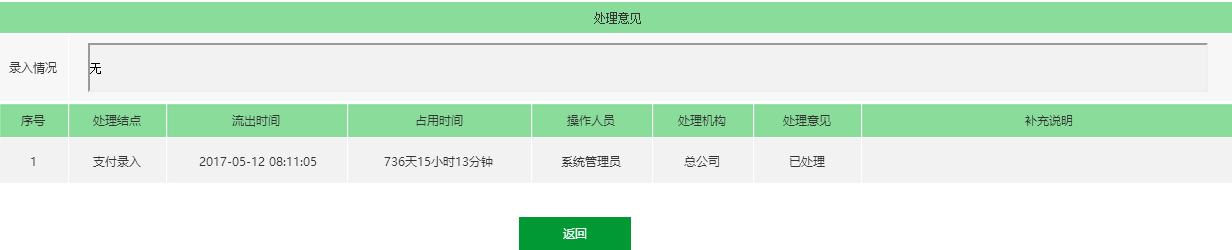 处理意见
录入情况 无
序号 处理结点 流出时间 占用时间 操作人员 处理机构 处理意见 补充说明
1 支付录入 2017-05-12 08:11:05 736天15小时13分钟 系统管理员 总公司 已处理
返回